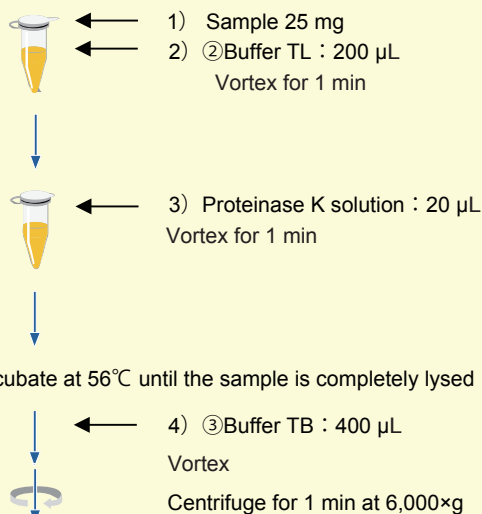 1） Sample 25 mg
2） ②Buffer TL：200 µL
Vortex for 1 min
3） Proteinase K solution：20 µL
Vortex for 1 min
cubate at 56℃ until the sample is completely lysed
4） ③Buffer TB：400 µL
Vortex
Centrifuge for 1 min at 6,000×g